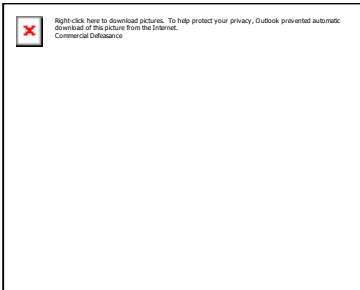 Right-click here to download pictures. To help protect your privacy, Outlook prevented automatic
download of this picture from the Internet.
Commercial Defeasance